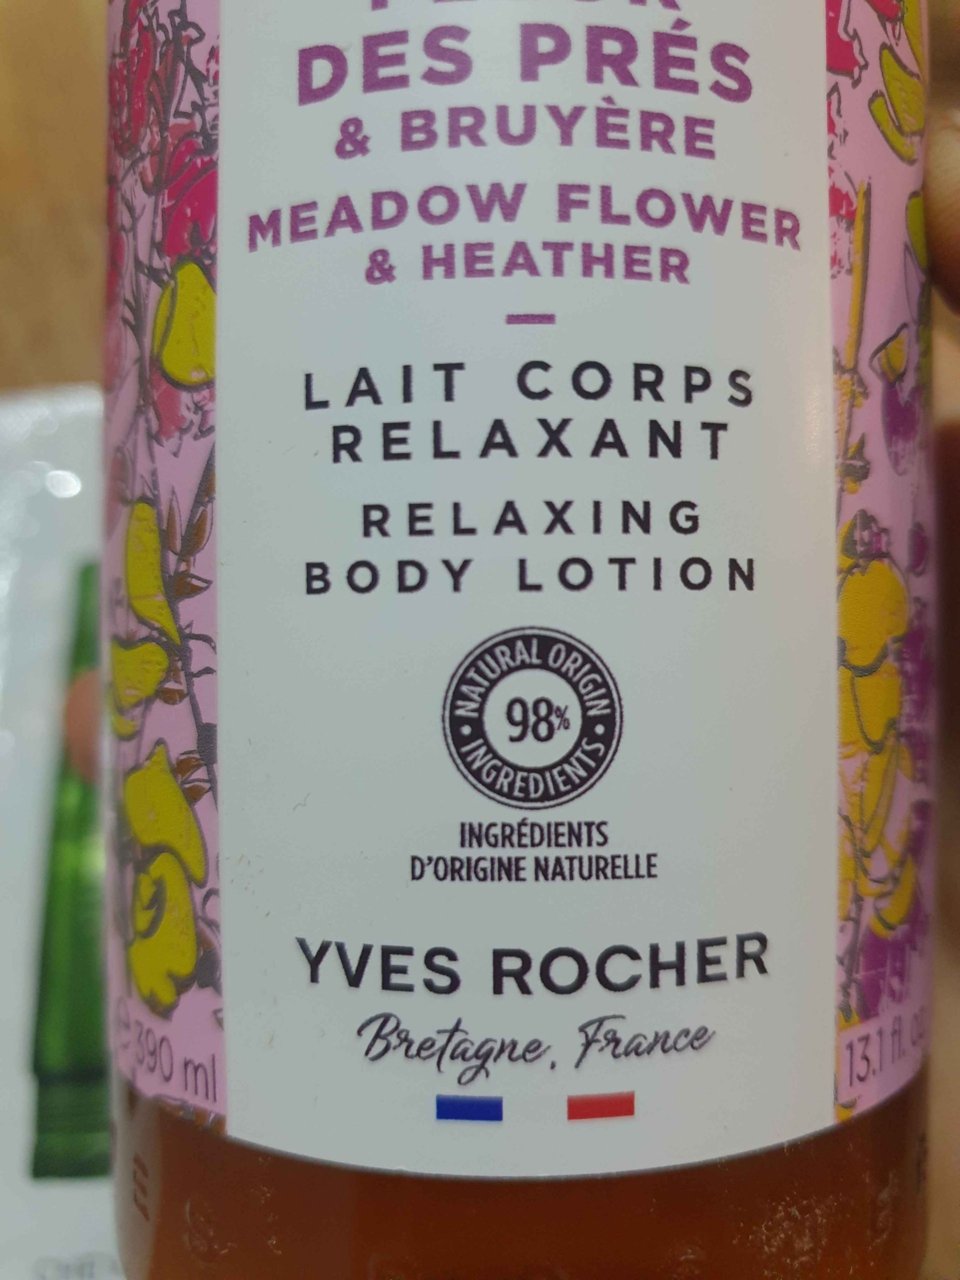 DES PRÉS
& BRUYÈRE
MEADOW FLOWER
& HEATHER
LAIT CORPS
RELAXANT
RELAXING
BODY LOTION
NATURAL ORIGIN
98%
INGREDIENTS
INGRÉDIENTS
D'ORIGINE NATURELLE
YVES ROCHER
Bretagne, France
℮ 390 ml
13.1 fl.